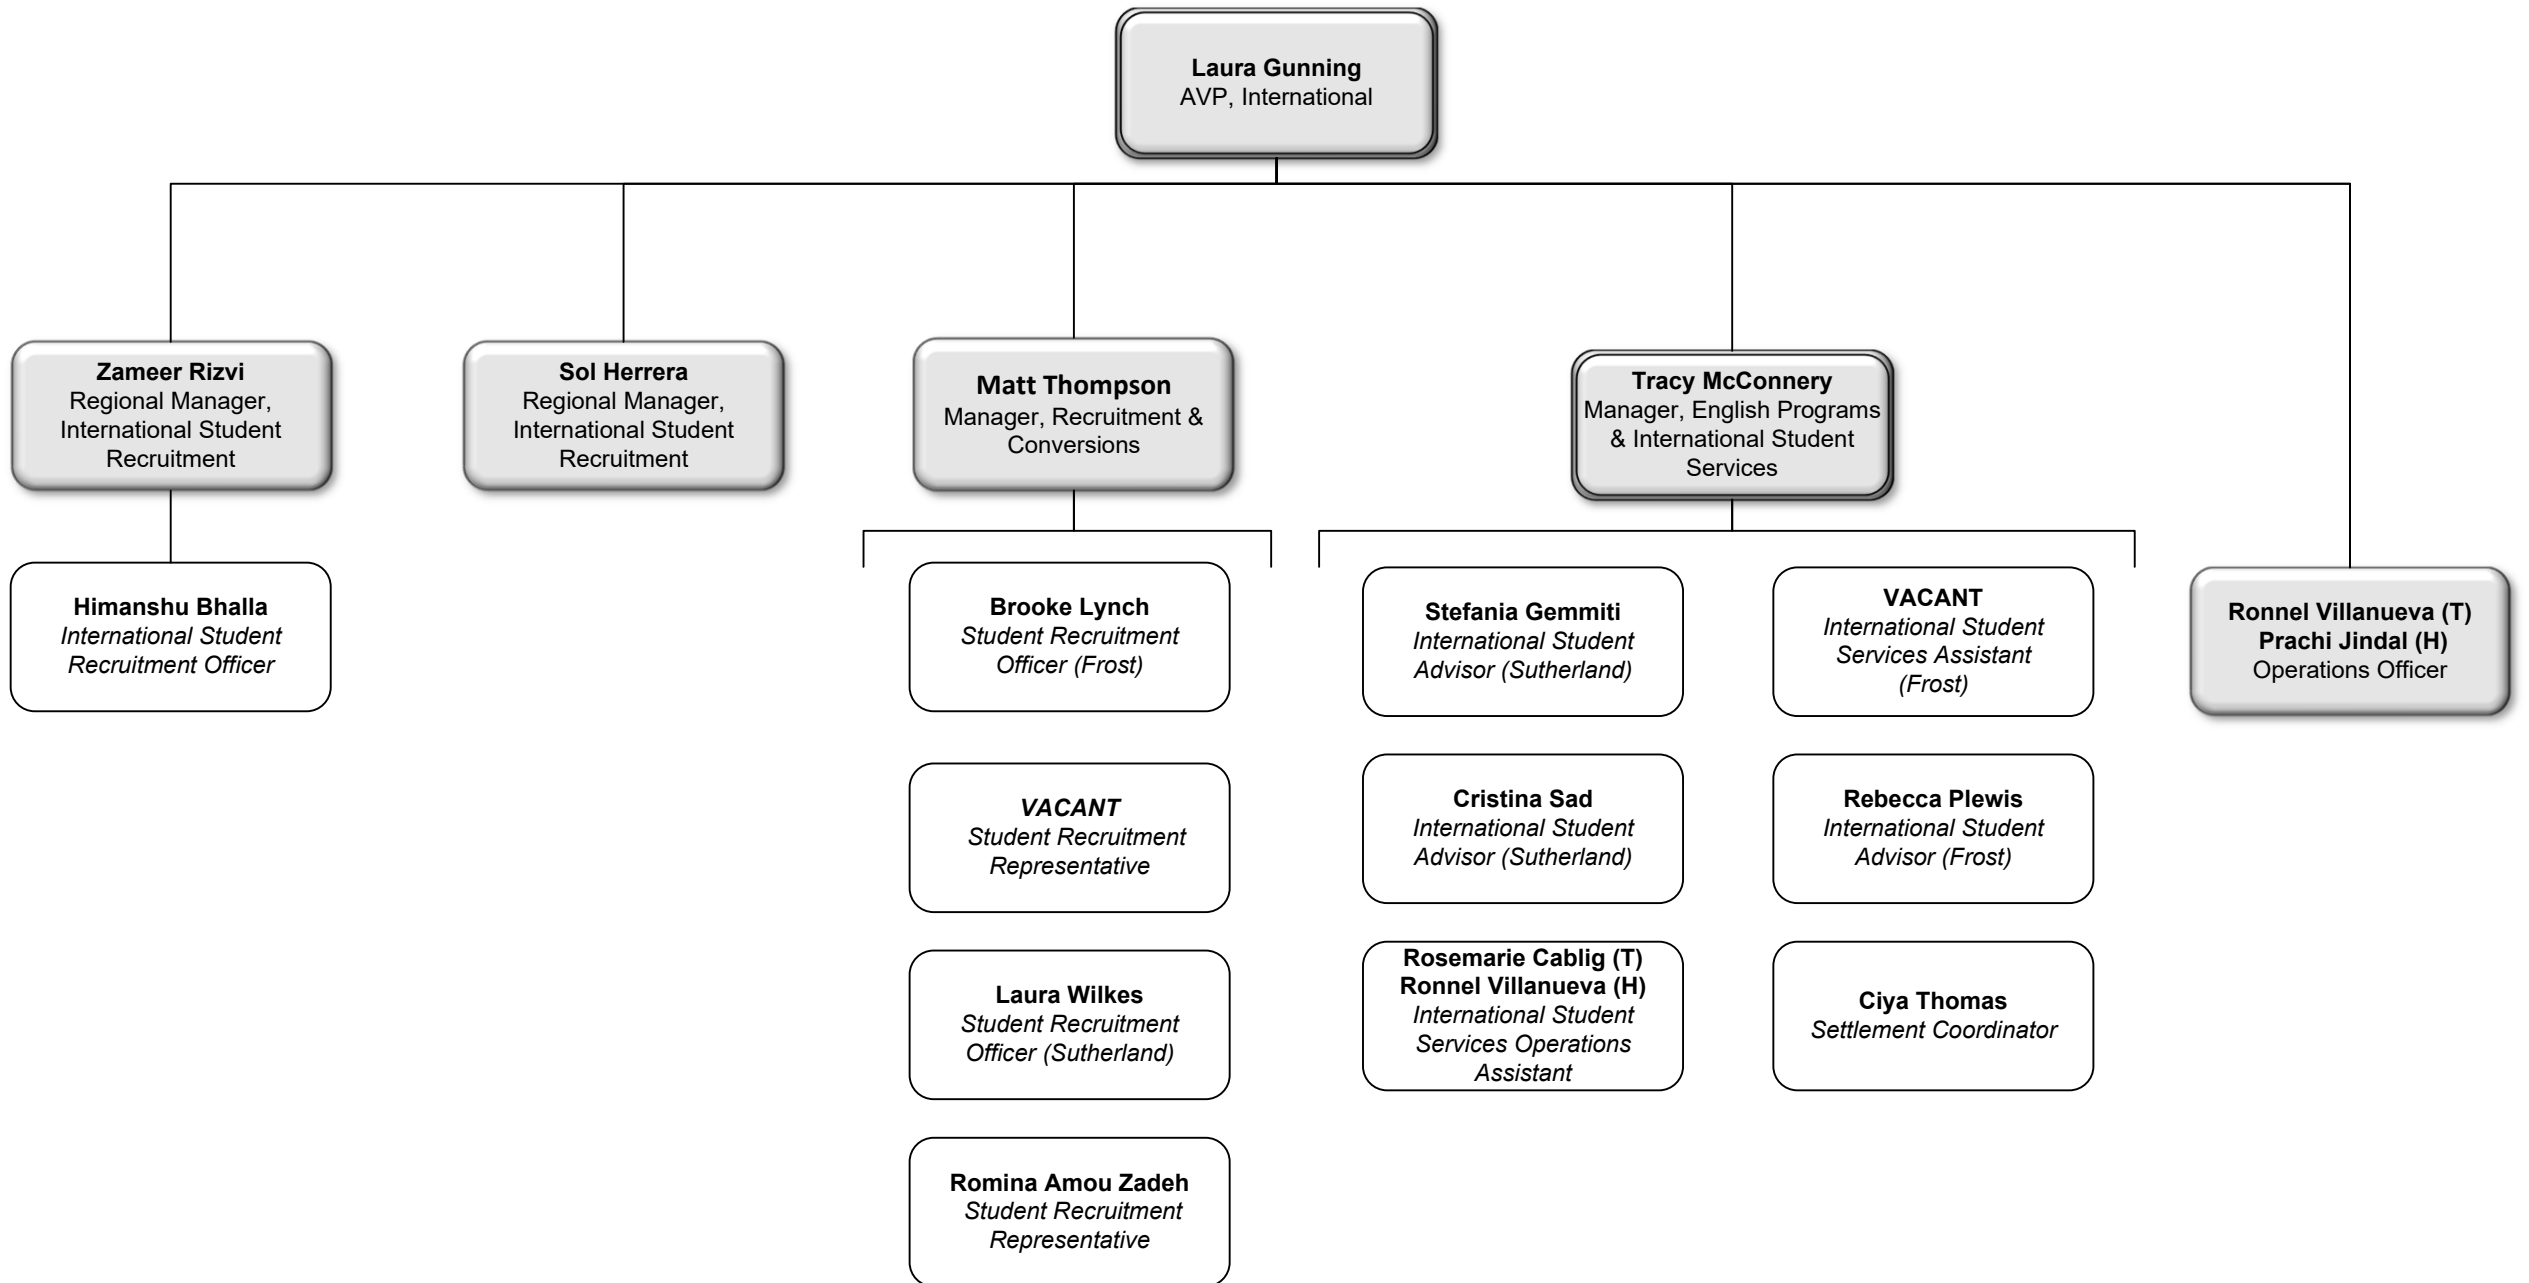 Laura Gunning
AVP, International
Zameer Rizvi
Regional Manager,
International Student
Recruitment
Sol Herrera
Regional Manager,
International Student
Recruitment
Matt Thompson
Manager, Recruitment &
Conversions
Tracy McConnery
Manager, English Programs
& International Student
Services
Himanshu Bhalla
International Student
Recruitment Officer
Brooke Lynch
Student Recruitment
Officer (Frost)
VACANT
Student Recruitment
Representative
Laura Wilkes
Student Recruitment
Officer (Sutherland)
Romina Amou Zadeh
Student Recruitment
Representative
Stefania Gemmiti
International Student
Advisor (Sutherland)
Cristina Sad
International Student
Advisor (Sutherland)
Rosemarie Cablig (T)
Ronnel Villanueva (H)
International Student
Services Operations
Assistant
VACANT
International Student
Services Assistant
(Frost)
Rebecca Plewis
International Student
Advisor (Frost)
Ciya Thomas
Settlement Coordinator
Ronnel Villanueva (T)
Prachi Jindal (H)
Operations Officer